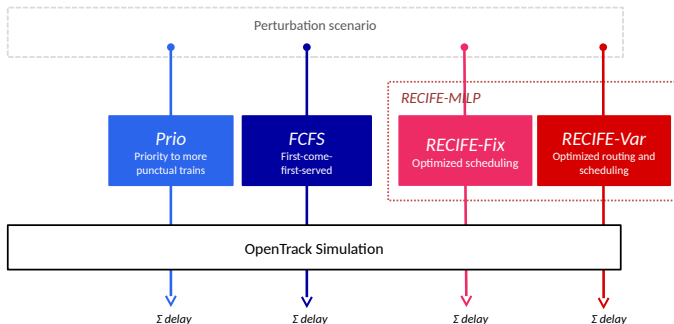 Perturbation scenario
RECIFE-MILP
Prio
Priority to more
punctual trains
FCFS
First-come-
first-served
RECIFE-Fix
Optimized scheduling
RECIFE-Var
Optimized routing and
scheduling
OpenTrack Simulation
Σ delay
Σ delay
Σ delay
Σ delay